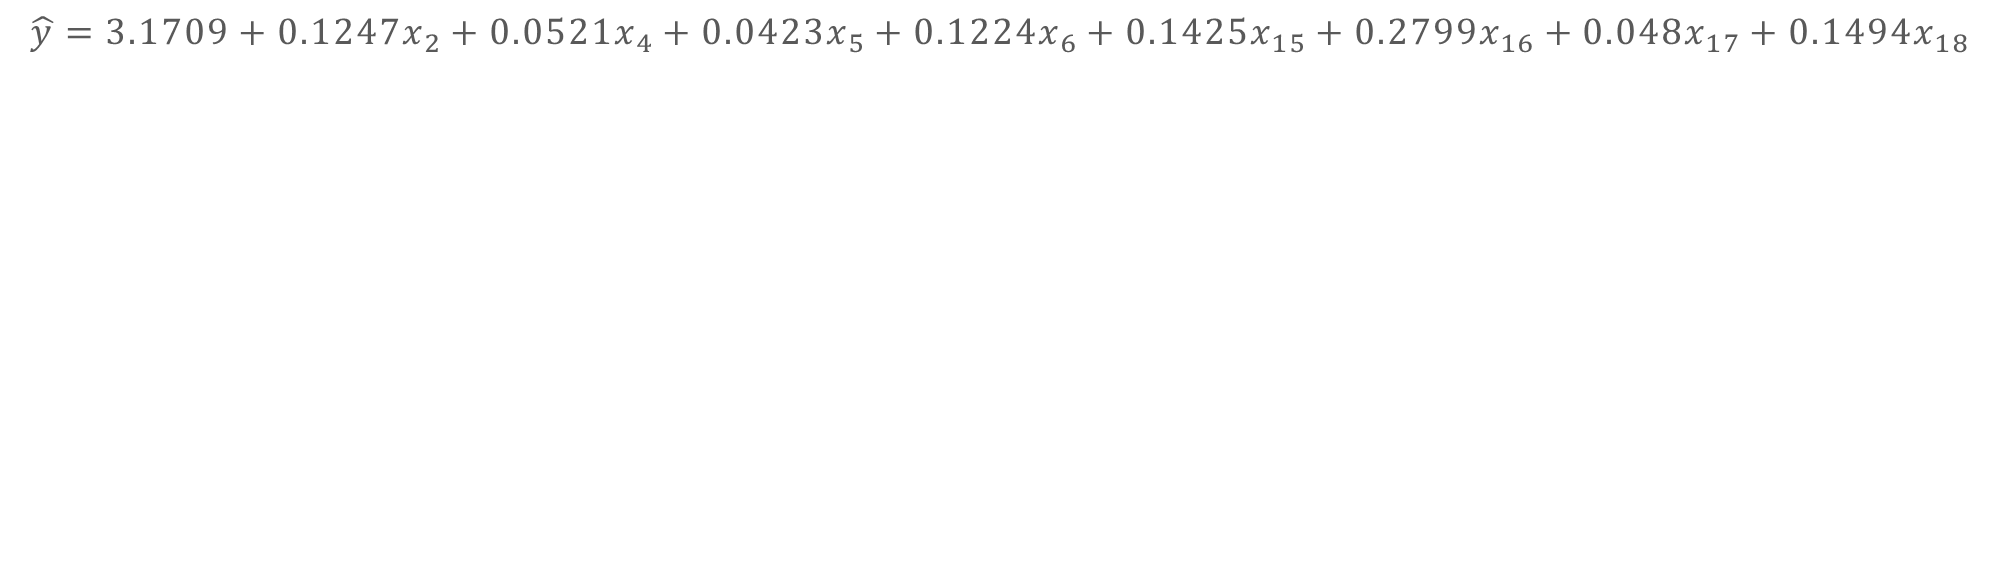 ŷ = 3.1709 + 0.1247x₂ + 0.0521x₄ + 0.0423x₅ + 0.1224x₆ + 0.1425x₁₅ + 0.2799x₁₆ + 0.048x₁₇ + 0.1494x₁₈